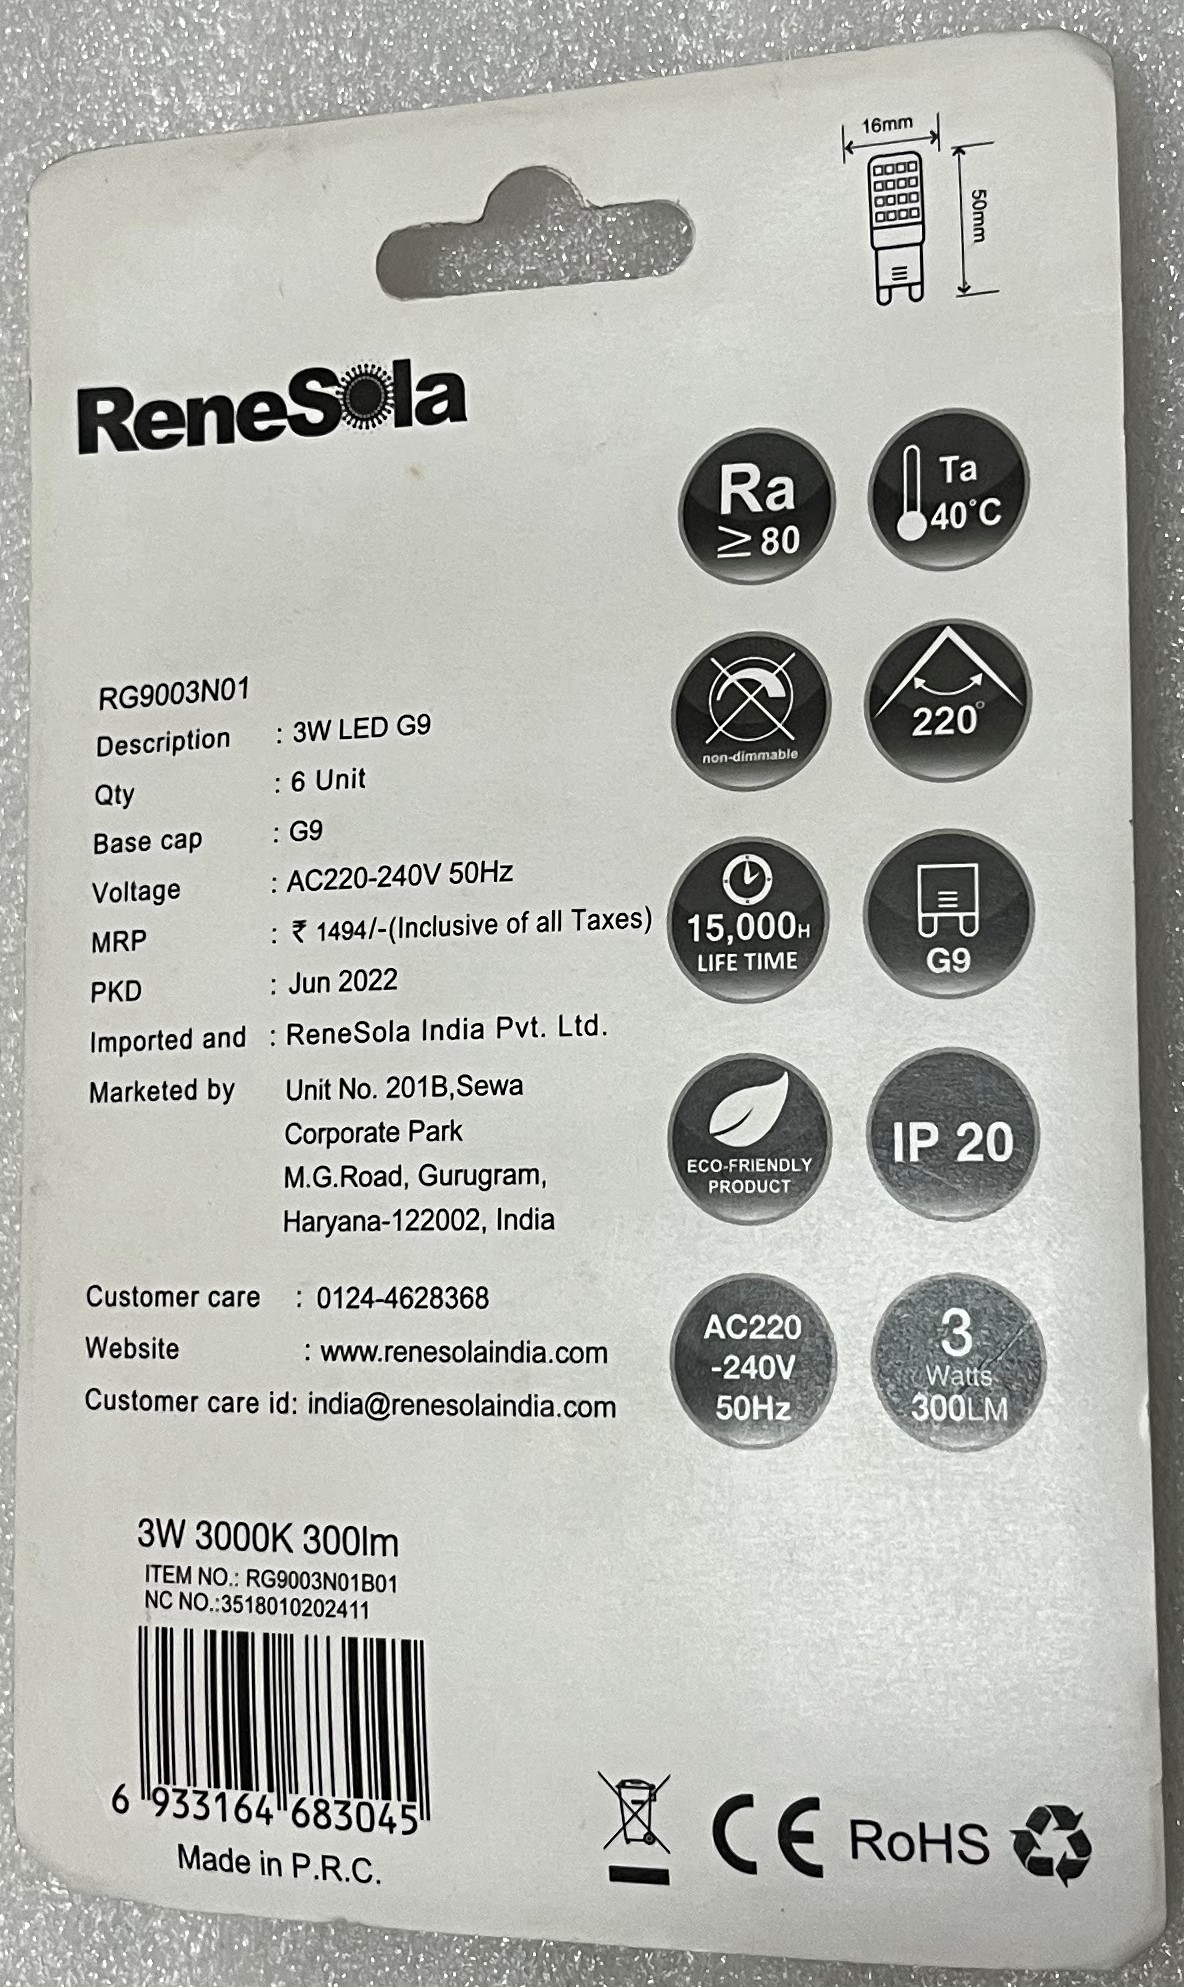 16mm
50mm
ReneSola
Ra
≥ 80
Ta
40°C
non-dimmable
220°
RG9003N01
Description : 3W LED G9
Qty : 6 Unit
Base cap : G9
Voltage : AC220-240V 50Hz
MRP : ₹ 1494/-(Inclusive of all Taxes)
PKD : Jun 2022
Imported and : ReneSola India Pvt. Ltd.
Marketed by Unit No. 201B,Sewa
Corporate Park
M.G.Road, Gurugram,
Haryana-122002, India
15,000H
LIFE TIME
G9
ECO-FRIENDLY
PRODUCT
IP 20
Customer care : 0124-4628368
Website : www.renesolaindia.com
Customer care id: india@renesolaindia.com
AC220
-240V
50Hz
3
Watts
300LM
3W 3000K 300lm
ITEM NO.: RG9003N01B01
NC NO.:3518010202411
6 933164 683045
Made in P.R.C.
CE RoHS